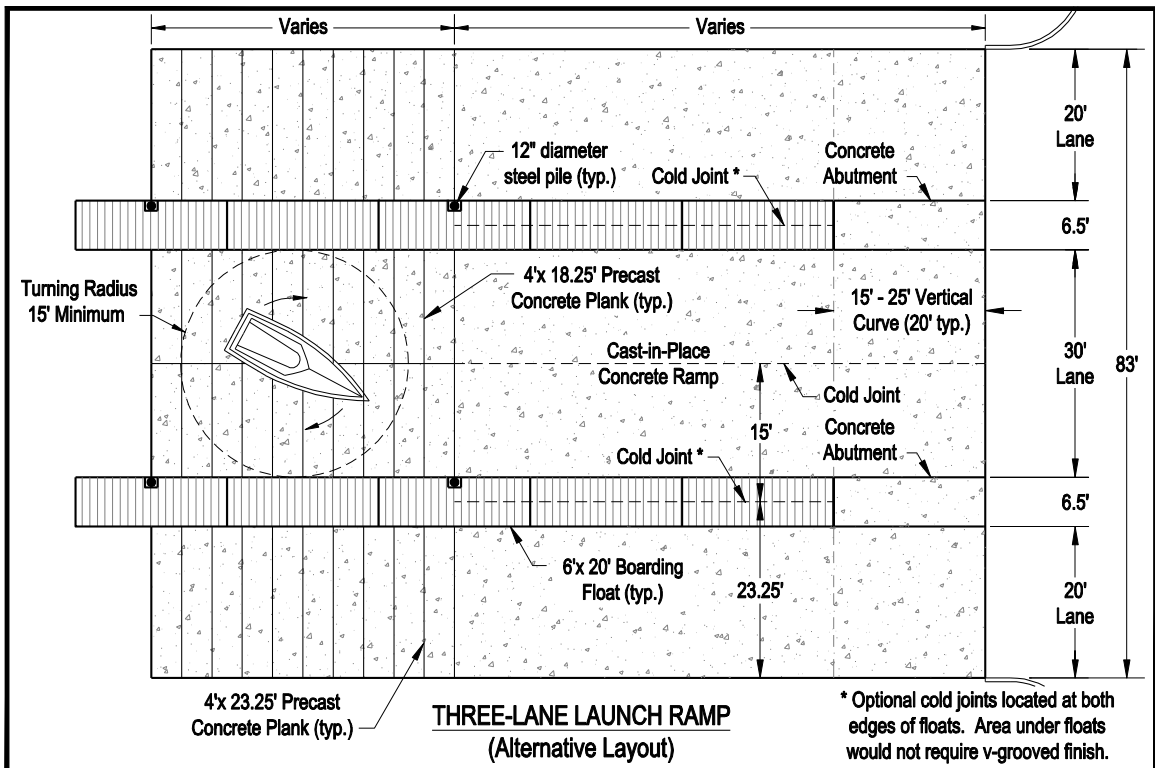 Varies
Varies
20'
Lane
12" diameter
steel pile (typ.)
Cold Joint *
Concrete
Abutment
6.5'
Turning Radius
15' Minimum
4'x 18.25' Precast
Concrete Plank (typ.)
15' - 25' Vertical
Curve (20' typ.)
Cast-in-Place
Concrete Ramp
30'
Lane
83'
Cold Joint
15'
Concrete
Abutment
Cold Joint *
6.5'
6'x 20' Boarding
Float (typ.)
23.25'
20'
Lane
4'x 23.25' Precast
Concrete Plank (typ.)
THREE-LANE LAUNCH RAMP
(Alternative Layout)
* Optional cold joints located at both
edges of floats. Area under floats
would not require v-grooved finish.